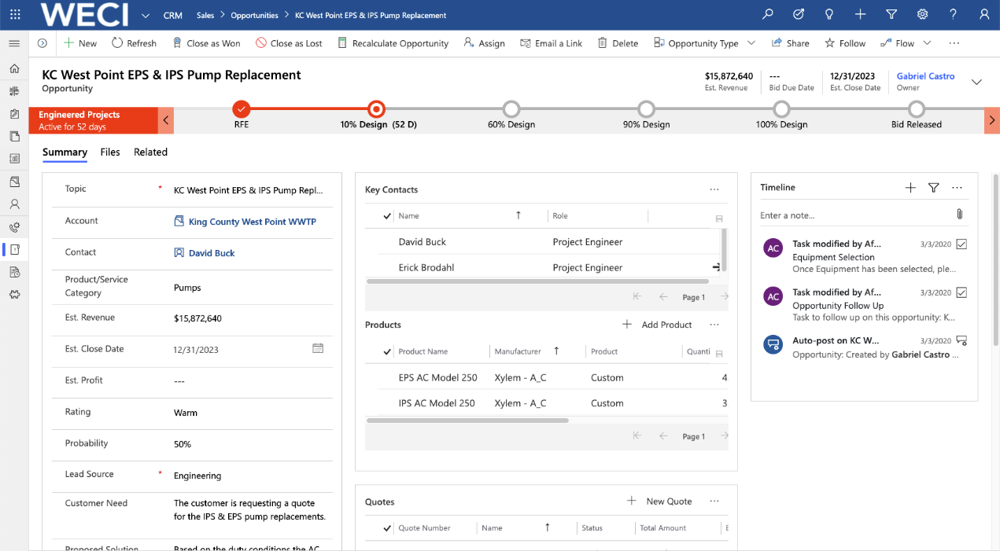 WECI CRM Sales > Opportunities > KC West Point EPS & IPS Pump Replacement
New Refresh Close as Won Close as Lost Recalculate Opportunity Assign Email a Link Delete Opportunity Type Share Follow Flow ...
KC West Point EPS & IPS Pump Replacement
Opportunity
$15,872,640
Est. Revenue
---
Bid Due Date
12/31/2023
Est. Close Date
Gabriel Castro
Owner
Engineered Projects
Active for 52 days
RFE
10% Design (52 D)
60% Design
90% Design
100% Design
Bid Released
Summary Files Related
Topic * KC West Point EPS & IPS Pump Repl...
Account King County West Point WWTP
Contact David Buck
Product/Service
Category
Pumps
Est. Revenue $15,872,640
Est. Close Date 12/31/2023
Est. Profit ---
Rating Warm
Probability 50%
Lead Source * Engineering
Customer Need The customer is requesting a quote
for the IPS & EPS pump replacements.
Proposed Solution Based on the duty conditions the AC
Key Contacts ...
Name Role
David Buck Project Engineer
Erick Brodahl Project Engineer
Page 1
Products Add Product ...
Product Name Manufacturer Product Quanti
EPS AC Model 250 Xylem - A_C Custom 4
IPS AC Model 250 Xylem - A_C Custom 3
Page 1
Quotes New Quote ...
Quote Number Name Status Total Amount E
Timeline ...
Enter a note...
AC Task modified by Af... 3/3/2020
Equipment Selection
Once Equipment has been selected, ple...
AC Task modified by Af... 3/3/2020
Opportunity Follow Up
Task to follow up on this opportunity: K...
Auto-post on KC W... 3/3/2020
Opportunity: Created by Gabriel Castro ...